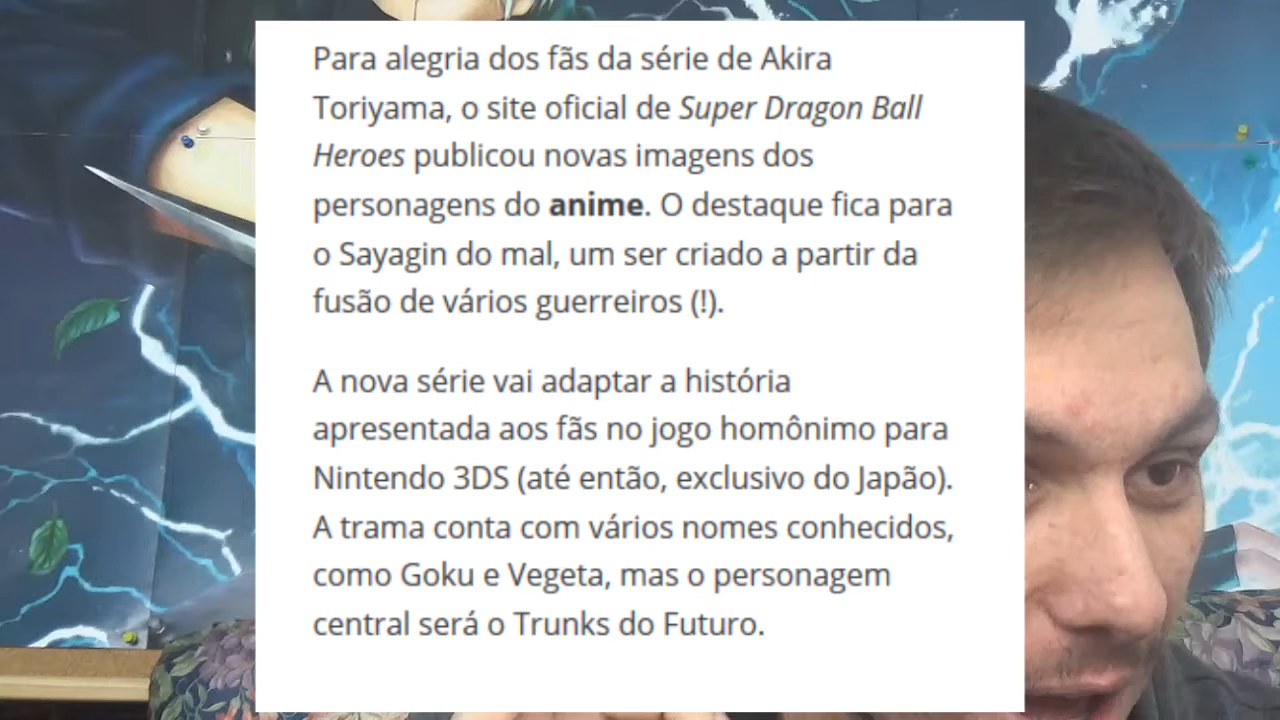 Para alegria dos fãs da série de Akira
Toriyama, o site oficial de Super Dragon Ball
Heroes publicou novas imagens dos
personagens do anime. O destaque fica para
o Sayagin do mal, um ser criado a partir da
fusão de vários guerreiros (!).
A nova série vai adaptar a história
apresentada aos fãs no jogo homônimo para
Nintendo 3DS (até então, exclusivo do Japão).
A trama conta com vários nomes conhecidos,
como Goku e Vegeta, mas o personagem
central será o Trunks do Futuro.